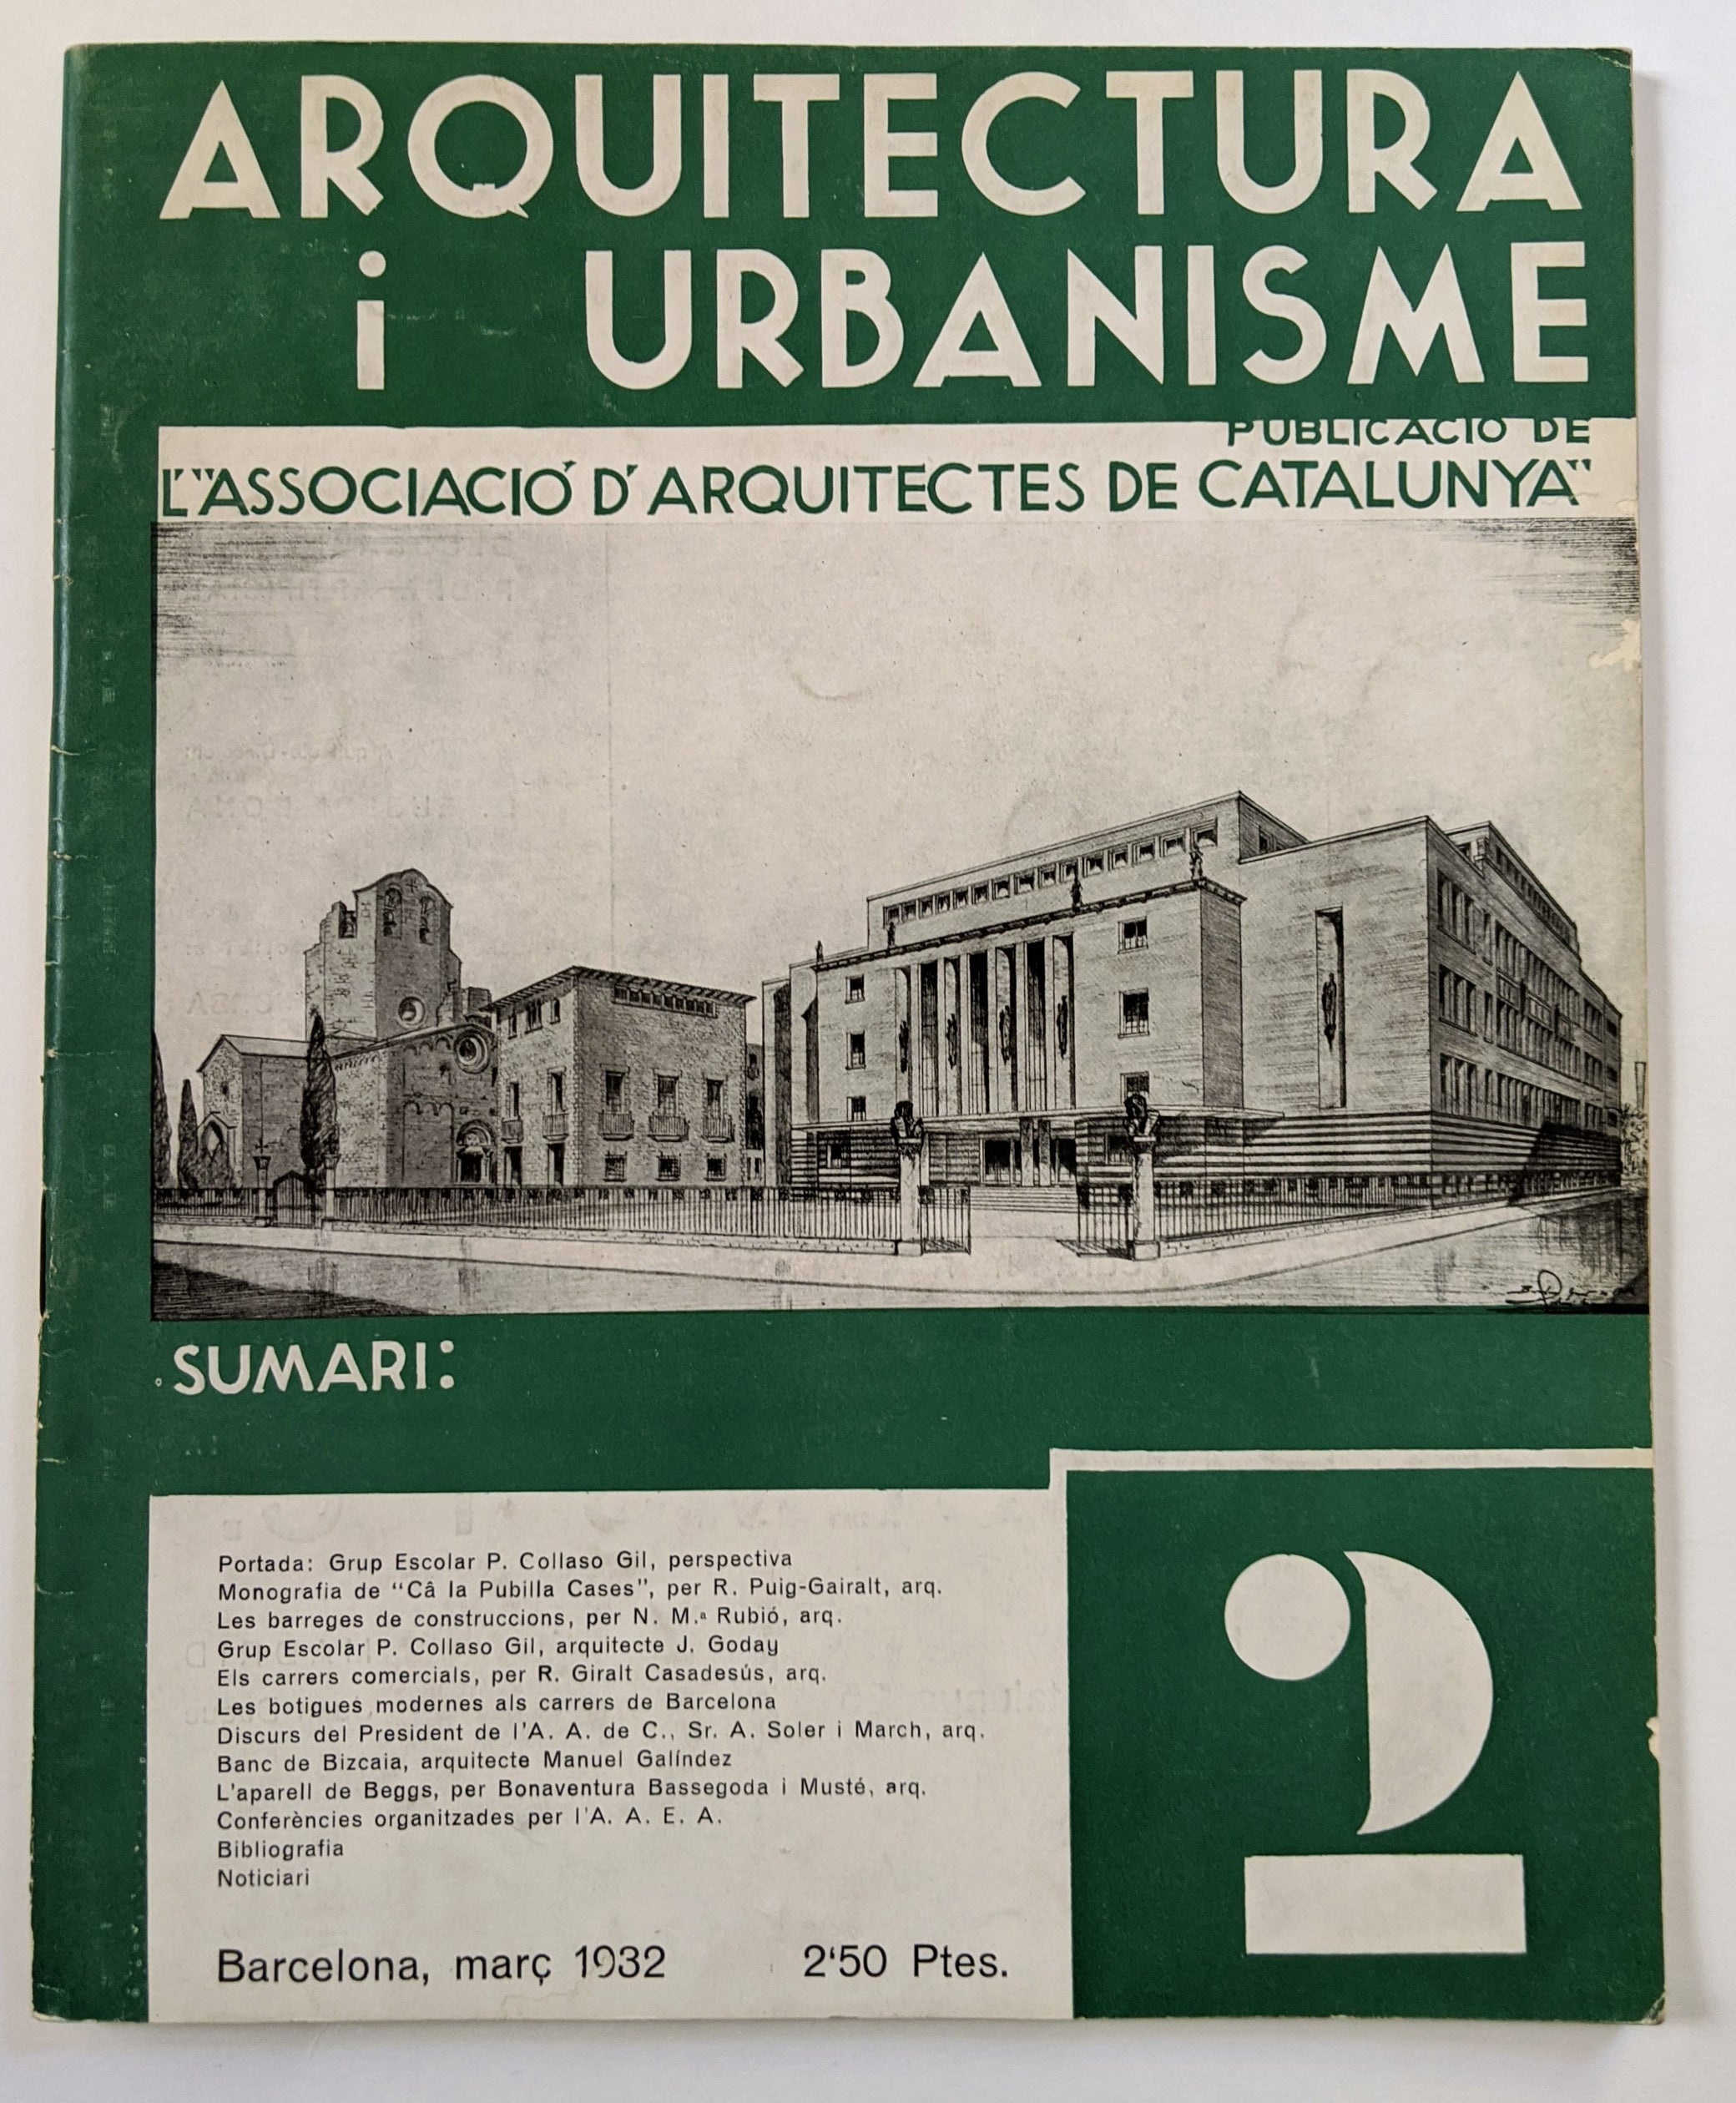 ARQUITECTURA
i URBANISME
PUBLICACIO DE
L'"ASSOCIACIÓ D'ARQUITECTES DE CATALUNYA"
SUMARI:
Portada: Grup Escolar P. Collaso Gil, perspectiva
Monografia de "Câ la Pubilla Cases", per R. Puig-Gairalt, arq.
Les barreges de construccions, per N. M.ª Rubió, arq.
Grup Escolar P. Collaso Gil, arquitecte J. Goday
Els carrers comercials, per R. Giralt Casadesús, arq.
Les botigues modernes als carrers de Barcelona
Discurs del President de l'A. A. de C., Sr. A. Soler i March, arq.
Banc de Bizcaia, arquitecte Manuel Galíndez
L'aparell de Beggs, per Bonaventura Bassegoda i Musté, arq.
Conferències organitzades per l'A. A. E. A.
Bibliografia
Noticiari
Barcelona, març 1932 2'50 Ptes.
2